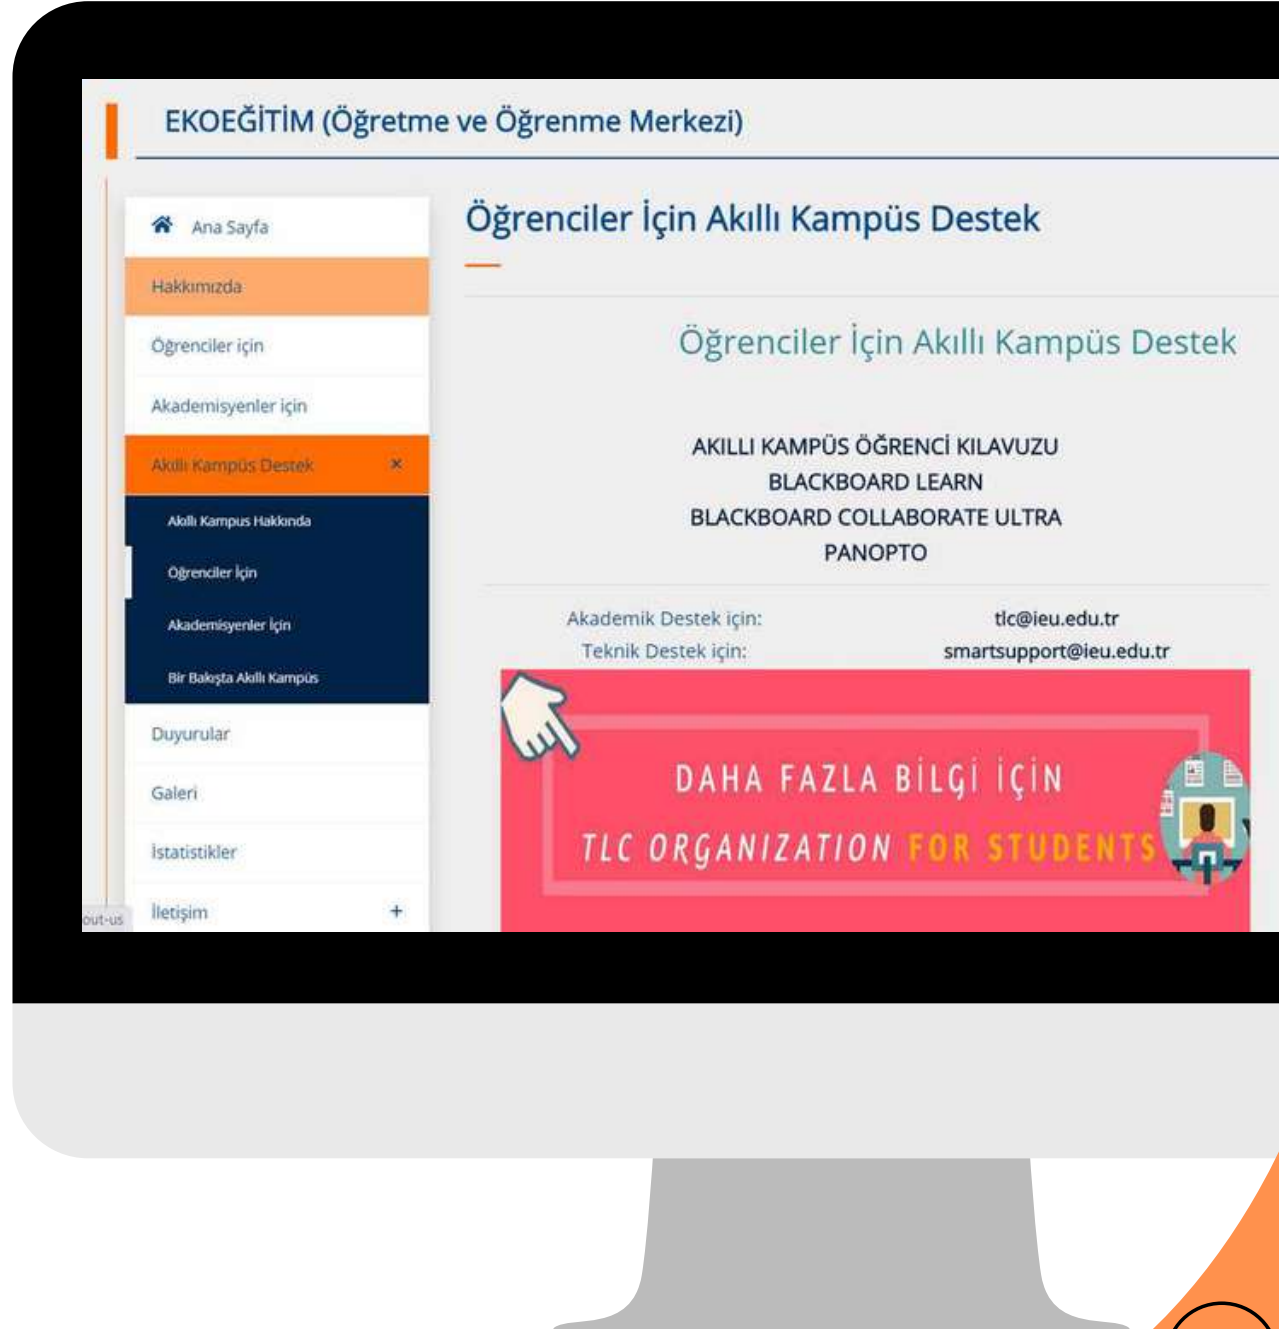 EKOEĞİTİM (Öğretme ve Öğrenme Merkezi)
Ana Sayfa
Hakkımızda
Öğrenciler için
Akademisyenler için
Akıllı Kampüs Destek
Akıllı Kampus Hakkında
Öğrenciler İçin
Akademisyenler İçin
Bir Bakışta Akıllı Kampüs
Duyurular
Galeri
İstatistikler
İletişim +
out-us
Öğrenciler İçin Akıllı Kampüs Destek
Öğrenciler İçin Akıllı Kampüs Destek
AKILLI KAMPÜS ÖĞRENCİ KILAVUZU
BLACKBOARD LEARN
BLACKBOARD COLLABORATE ULTRA
PANOPTO
Akademik Destek için: tlc@ieu.edu.tr
Teknik Destek için: smartsupport@ieu.edu.tr
DAHA FAZLA BİLGİ İÇİN
TLC ORGANIZATION FOR STUDENTS